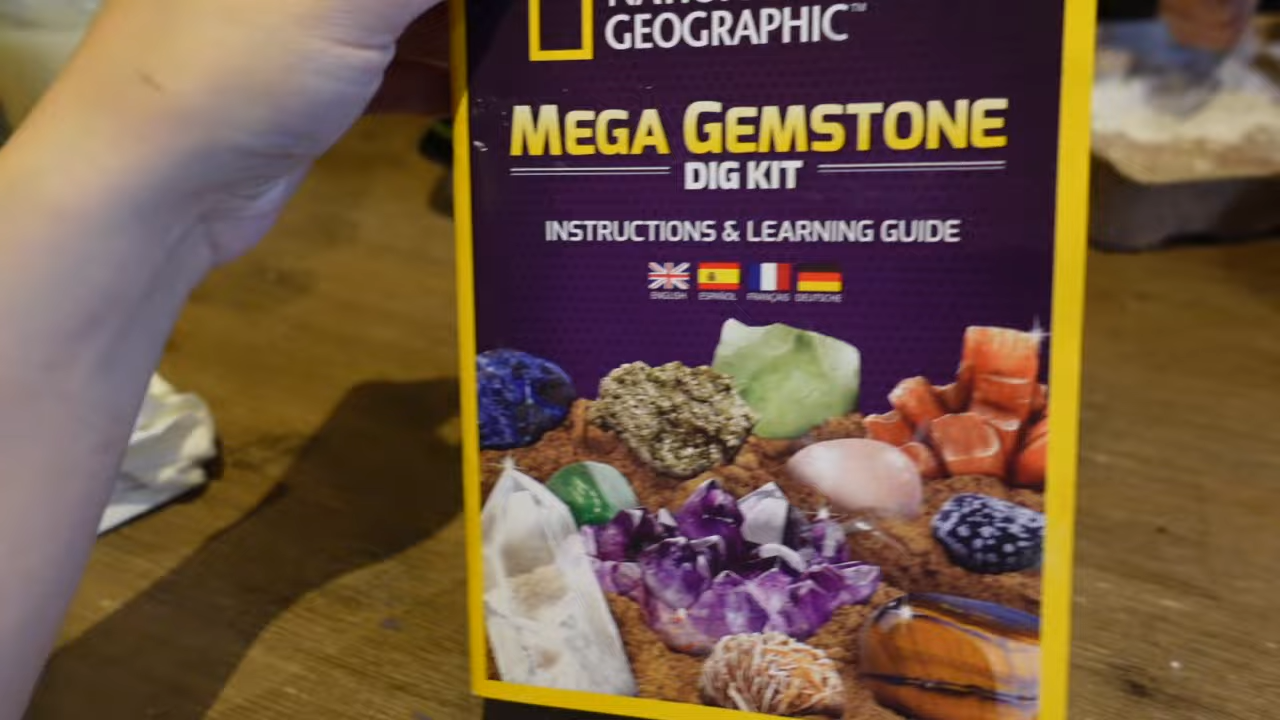 GEOGRAPHIC™
MEGA GEMSTONE
DIG KIT
INSTRUCTIONS & LEARNING GUIDE
ENGLISH ESPAÑOL FRANÇAIS DEUTSCHE